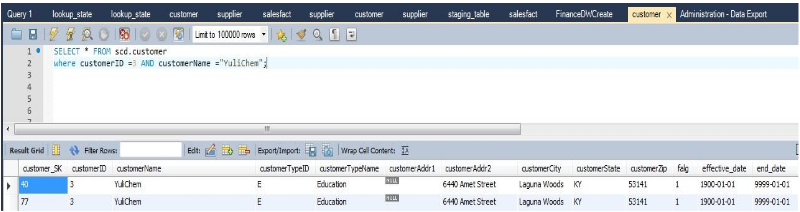 Query 1 lookup_state lookup_state customer supplier salesfact supplier customer supplier staging_table salesfact FinanceDWCreate customer × Administration - Data Export
Limit to 100000 rows
1 SELECT * FROM scd.customer
2 where customerID =3 AND customerName ="YuliChem";
3
4
5
6
7
Result Grid Filter Rows: Edit: Export/Import: Wrap Cell Content:
customer_SK customerID customerName customerTypeID customerTypeName customerAddr1 customerAddr2 customerCity customerState customerZip falg effective_date end_date
40 3 YuliChem E Education NULL 6440 Amet Street Laguna Woods KY 53141 1 1900-01-01 9999-01-01
77 3 YuliChem E Education NULL 6440 Amet Street Laguna Woods KY 53141 1 1900-01-01 9999-01-01